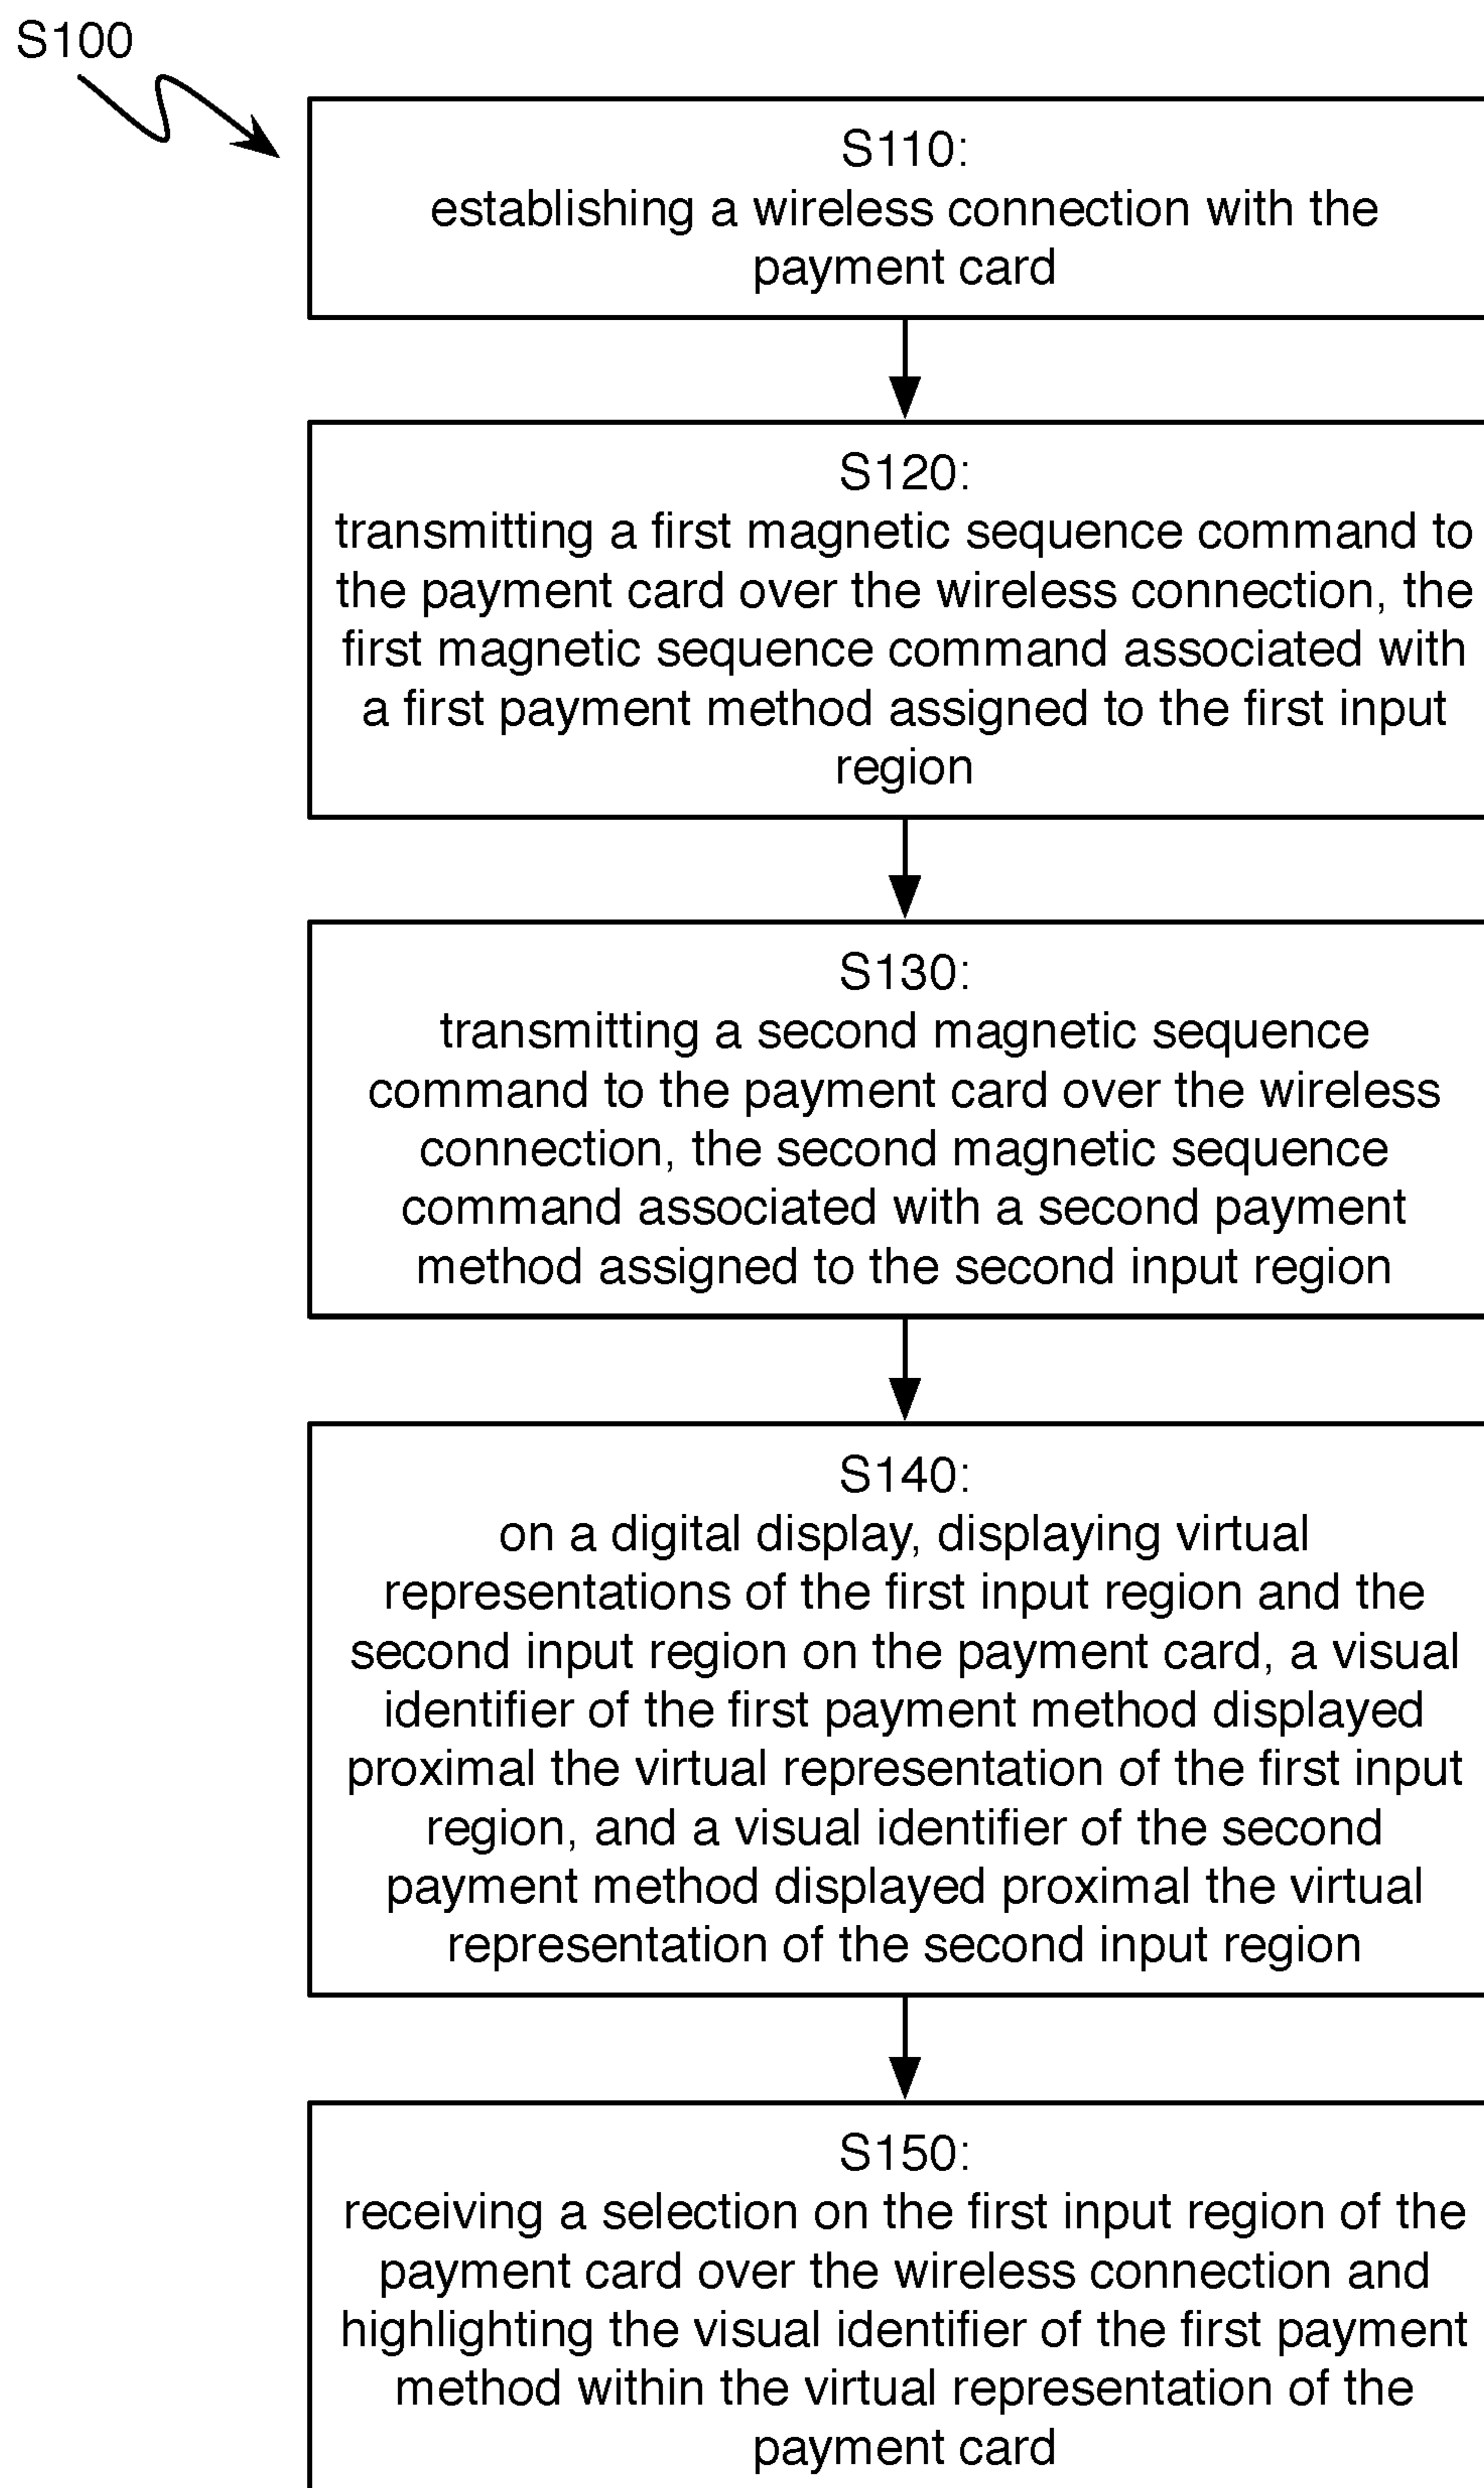 S100
S110:
establishing a wireless connection with the
payment card
S120:
transmitting a first magnetic sequence command to
the payment card over the wireless connection, the
first magnetic sequence command associated with
a first payment method assigned to the first input
region
S130:
transmitting a second magnetic sequence
command to the payment card over the wireless
connection, the second magnetic sequence
command associated with a second payment
method assigned to the second input region
S140:
on a digital display, displaying virtual
representations of the first input region and the
second input region on the payment card, a visual
identifier of the first payment method displayed
proximal the virtual representation of the first input
region, and a visual identifier of the second
payment method displayed proximal the virtual
representation of the second input region
S150:
receiving a selection on the first input region of the
payment card over the wireless connection and
highlighting the visual identifier of the first payment
method within the virtual representation of the
payment card